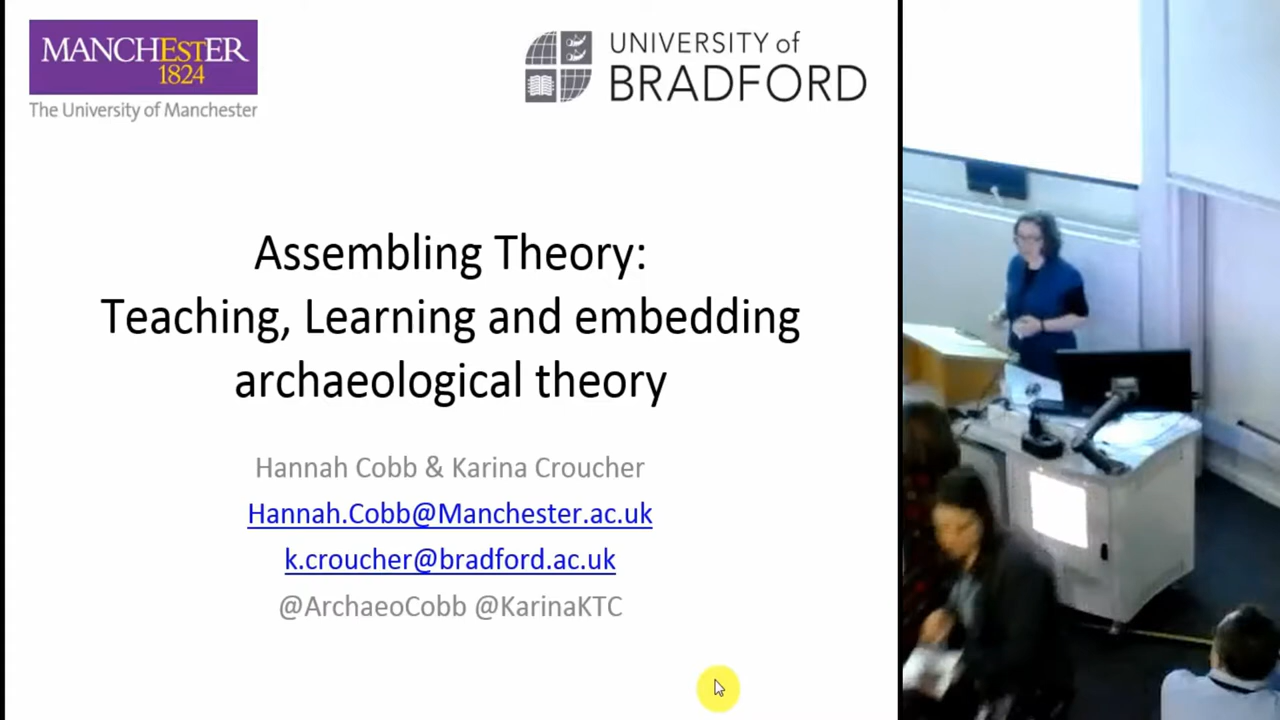 MANCHEsTER
1824
The University of Manchester
UNIVERSITY of
BRADFORD
Assembling Theory:
Teaching, Learning and embedding
archaeological theory
Hannah Cobb & Karina Croucher
Hannah.Cobb@Manchester.ac.uk
k.croucher@bradford.ac.uk
@ArchaeoCobb @KarinaKTC